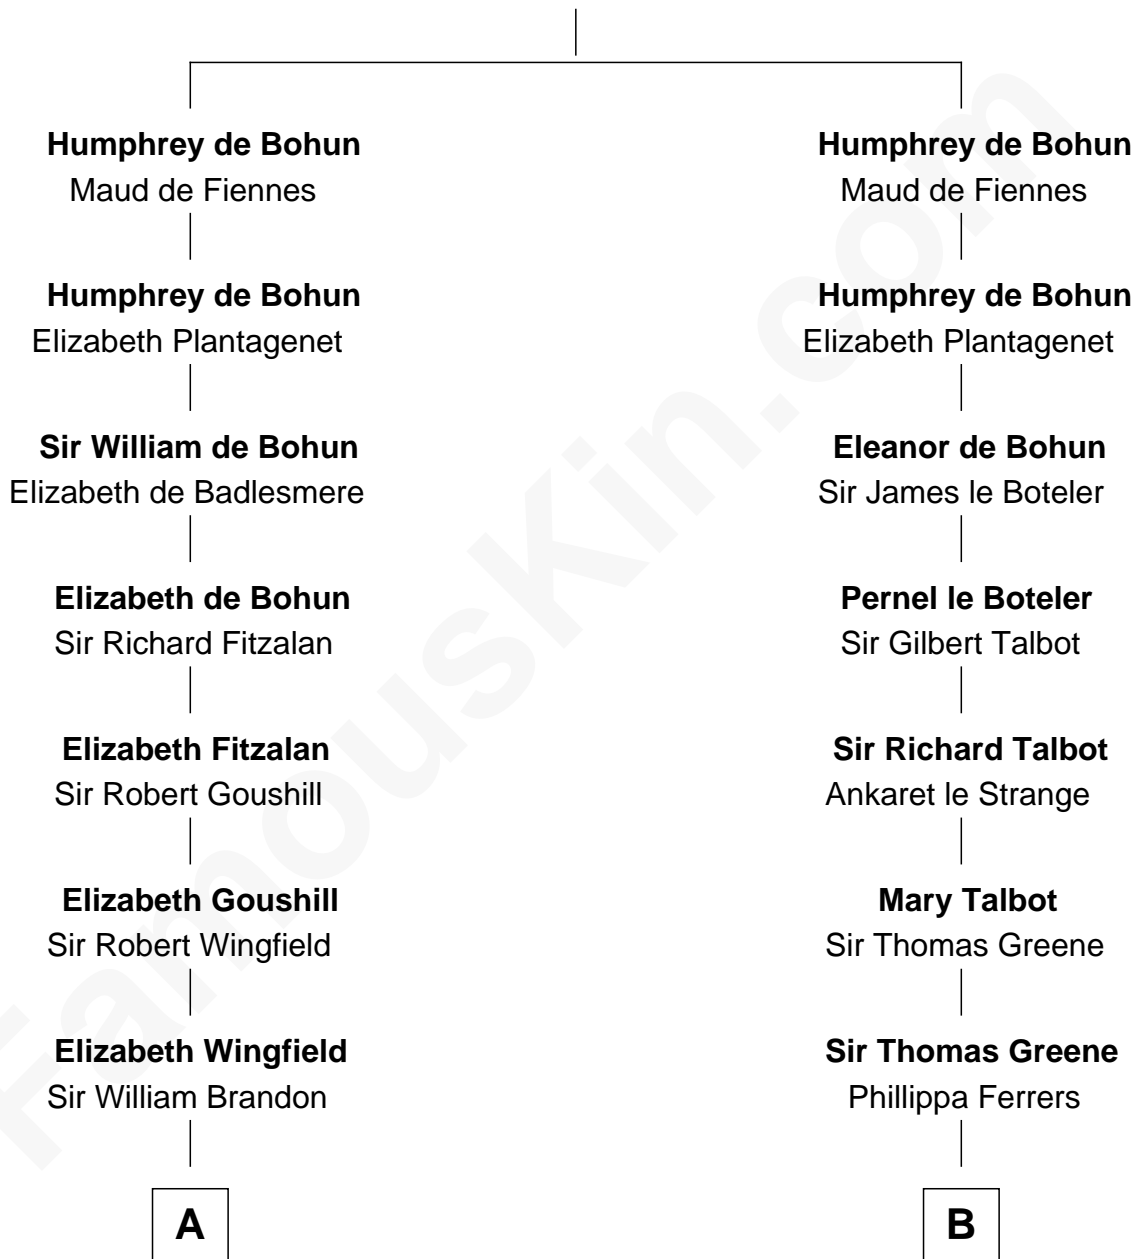 Humphrey de Bohun
Maud de Fiennes
Humphrey de Bohun
Elizabeth Plantagenet
Sir William de Bohun
Elizabeth de Badlesmere
Elizabeth de Bohun
Sir Richard Fitzalan
Elizabeth Fitzalan
Sir Robert Goushill
Elizabeth Goushill
Sir Robert Wingfield
Elizabeth Wingfield
Sir William Brandon
A
Humphrey de Bohun
Maud de Fiennes
Humphrey de Bohun
Elizabeth Plantagenet
Eleanor de Bohun
Sir James le Boteler
Pernel le Boteler
Sir Gilbert Talbot
Sir Richard Talbot
Ankaret le Strange
Mary Talbot
Sir Thomas Greene
Sir Thomas Greene
Phillippa Ferrers
B
FamousKin.com